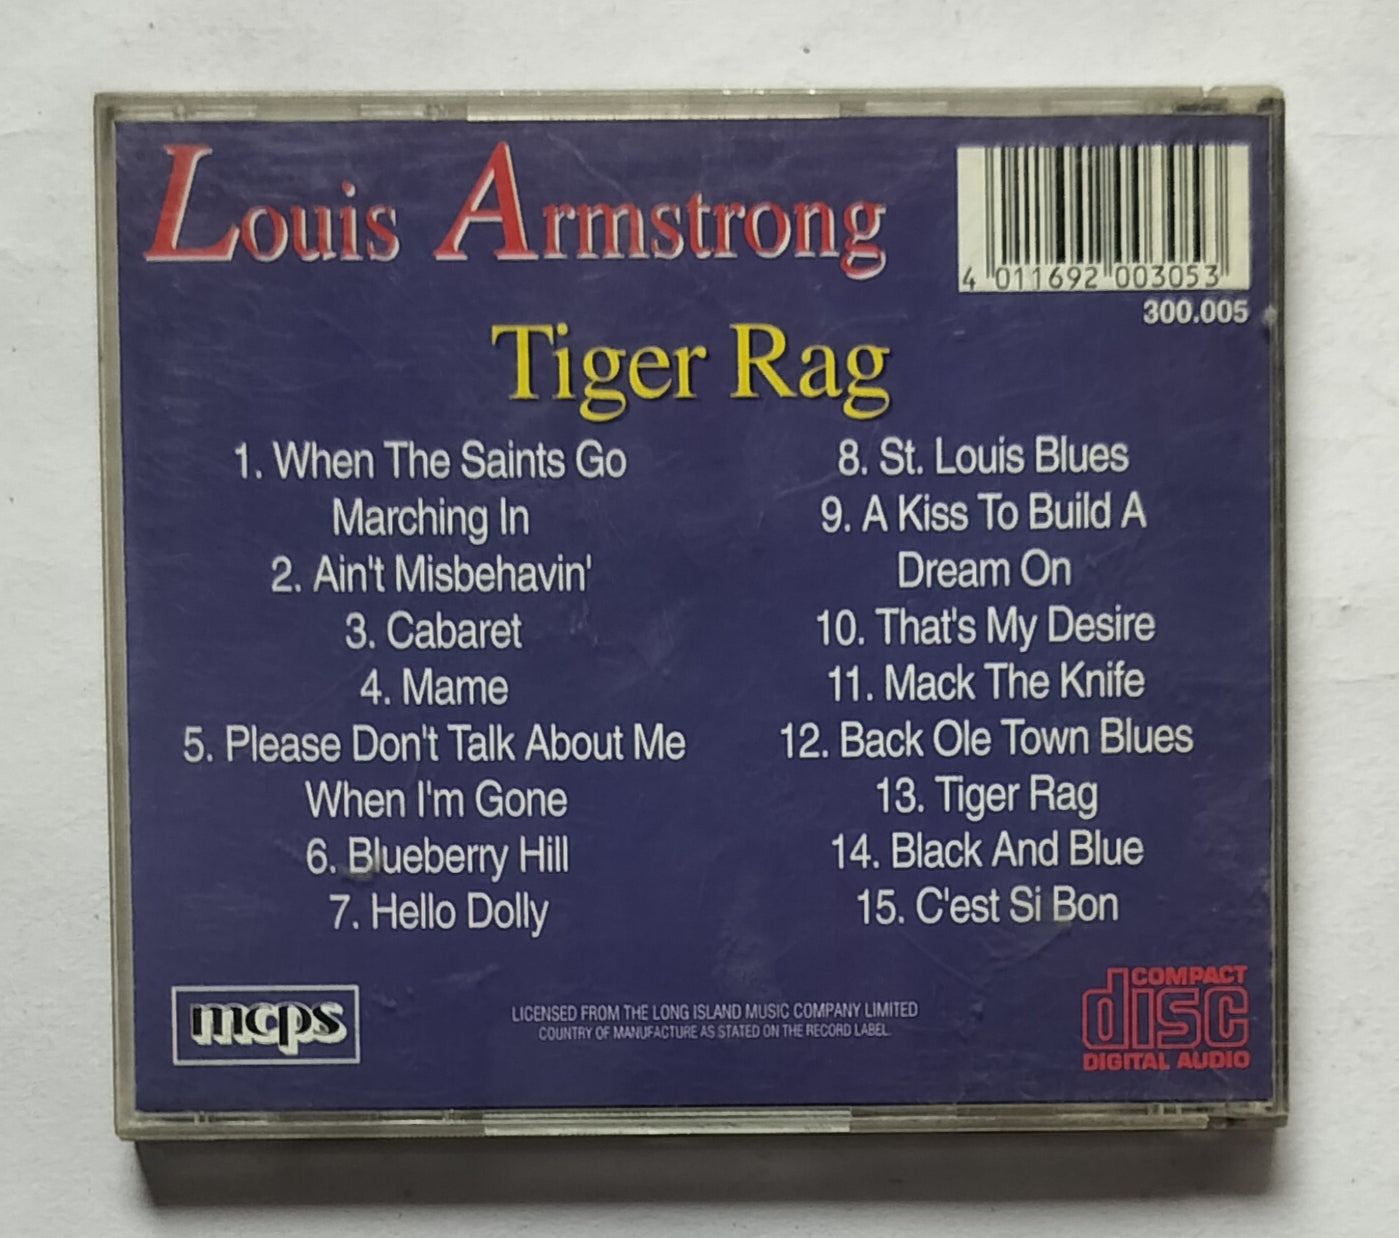 Louis Armstrong
4 011692 003053
300.005
Tiger Rag
1. When The Saints Go
Marching In
2. Ain't Misbehavin'
3. Cabaret
4. Mame
5. Please Don't Talk About Me
When I'm Gone
6. Blueberry Hill
7. Hello Dolly
8. St. Louis Blues
9. A Kiss To Build A
Dream On
10. That's My Desire
11. Mack The Knife
12. Back Ole Town Blues
13. Tiger Rag
14. Black And Blue
15. C'est Si Bon
mcps
LICENSED FROM THE LONG ISLAND MUSIC COMPANY LIMITED
COUNTRY OF MANUFACTURE AS STATED ON THE RECORD LABEL.
COMPACT
disc
DIGITAL AUDIO